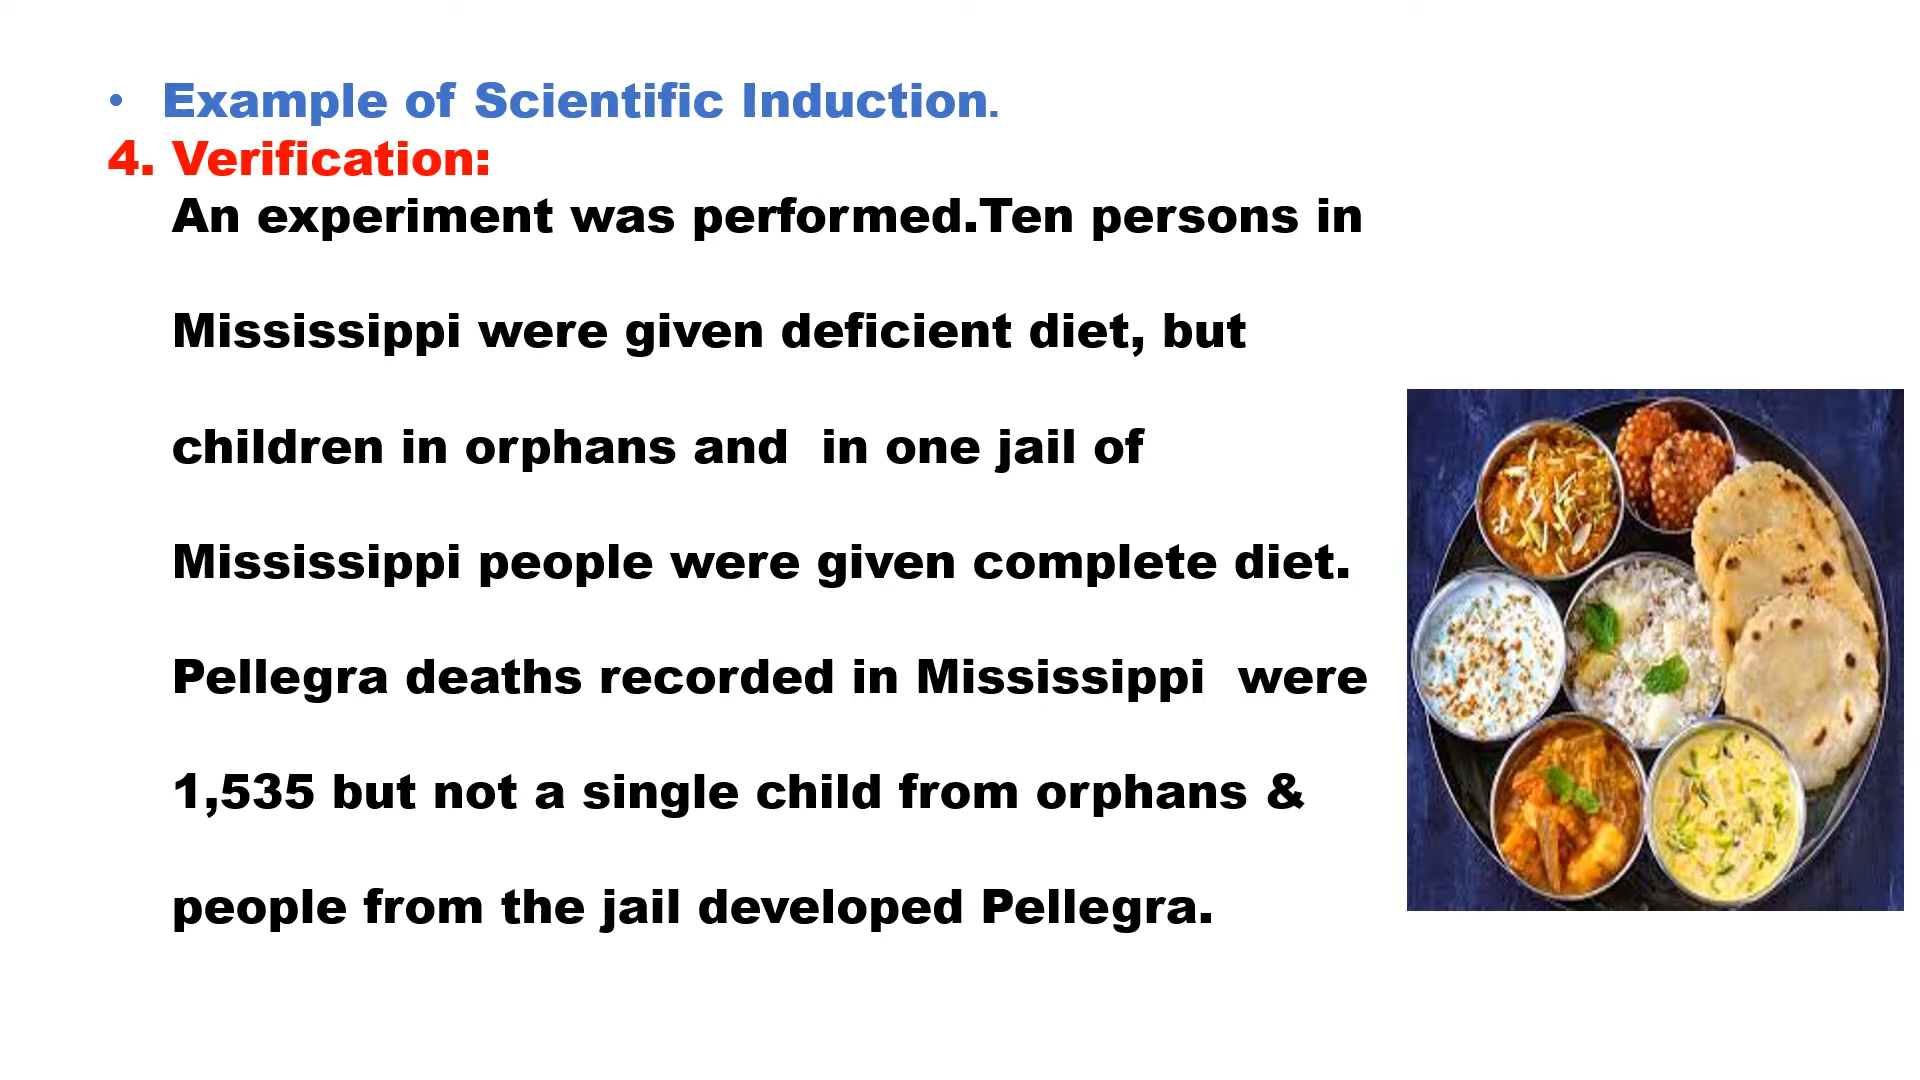 • Example of Scientific Induction.
4. Verification:
An experiment was performed.Ten persons in
Mississippi were given deficient diet, but
children in orphans and  in one jail of
Mississippi people were given complete diet.
Pellegra deaths recorded in Mississippi  were
1,535 but not a single child from orphans &
people from the jail developed Pellegra.